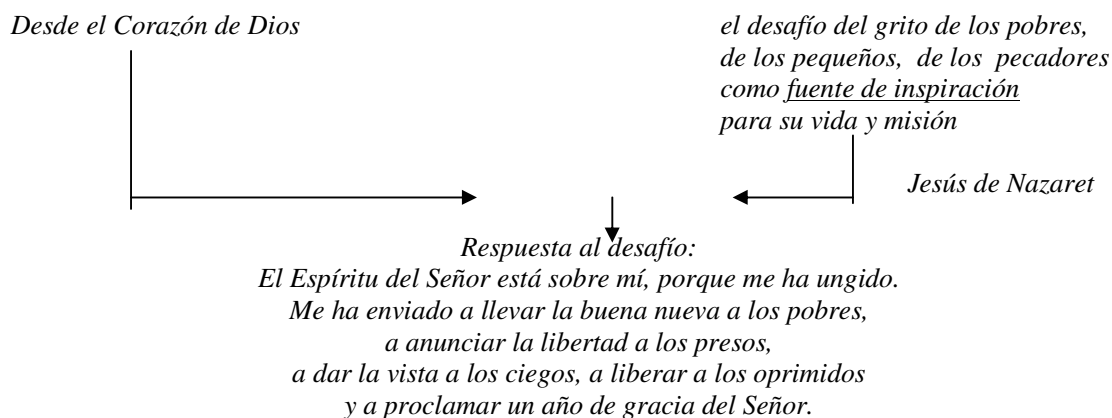 Desde el Corazón de Dios
el desafío del grito de los pobres,
de los pequeños, de los pecadores
como fuente de inspiración
para su vida y misión
Jesús de Nazaret
Respuesta al desafío:
El Espíritu del Señor está sobre mí, porque me ha ungido.
Me ha enviado a llevar la buena nueva a los pobres,
a anunciar la libertad a los presos,
a dar la vista a los ciegos, a liberar a los oprimidos
y a proclamar un año de gracia del Señor.